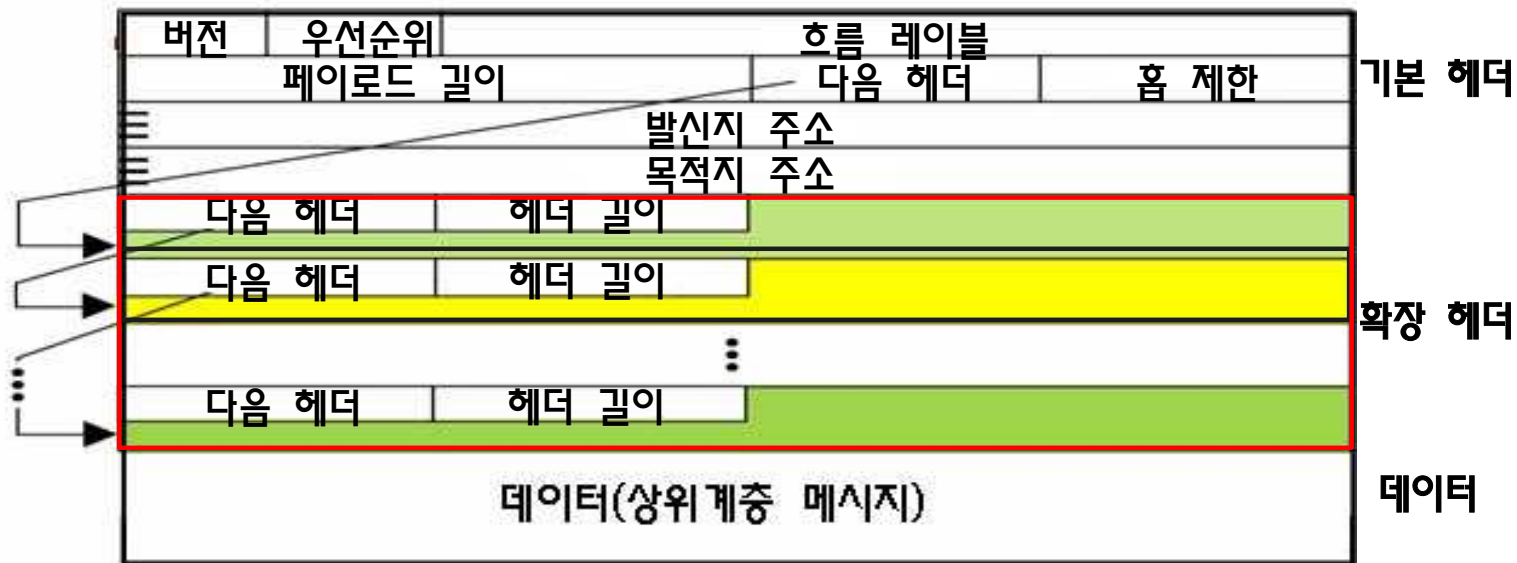 버전 우선순위 흐름 레이블
페이로드 길이 다음 헤더 홉 제한 기본 헤더
발신지 주소
목적지 주소
다음 헤더 헤더 길이
다음 헤더 헤더 길이
확장 헤더
다음 헤더 헤더 길이
데이터(상위계층 메시지) 데이터